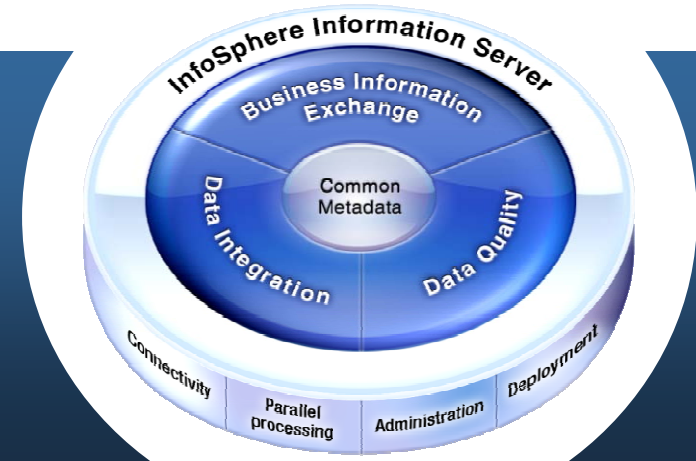 InfoSphere Information Server
Business Information
Exchange
Common
Metadata
Data Integration
Data Quality
Connectivity
Parallel
processing
Administration
Deployment